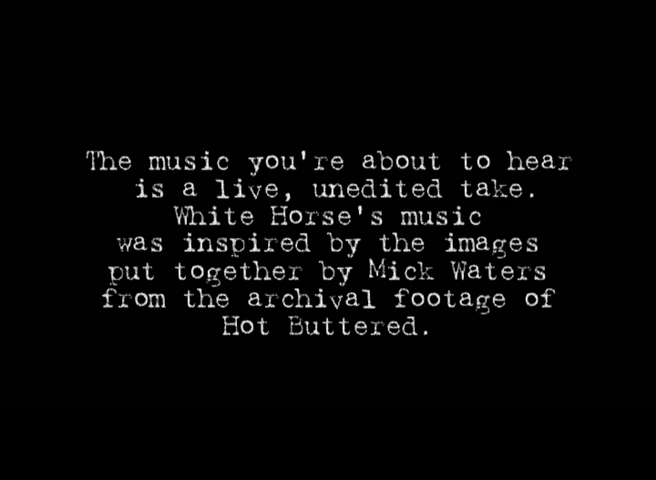 The music you're about to hear
is a live, unedited take.
White Horse's music
was inspired by the images
put together by Mick Waters
from the archival footage of
Hot Buttered.